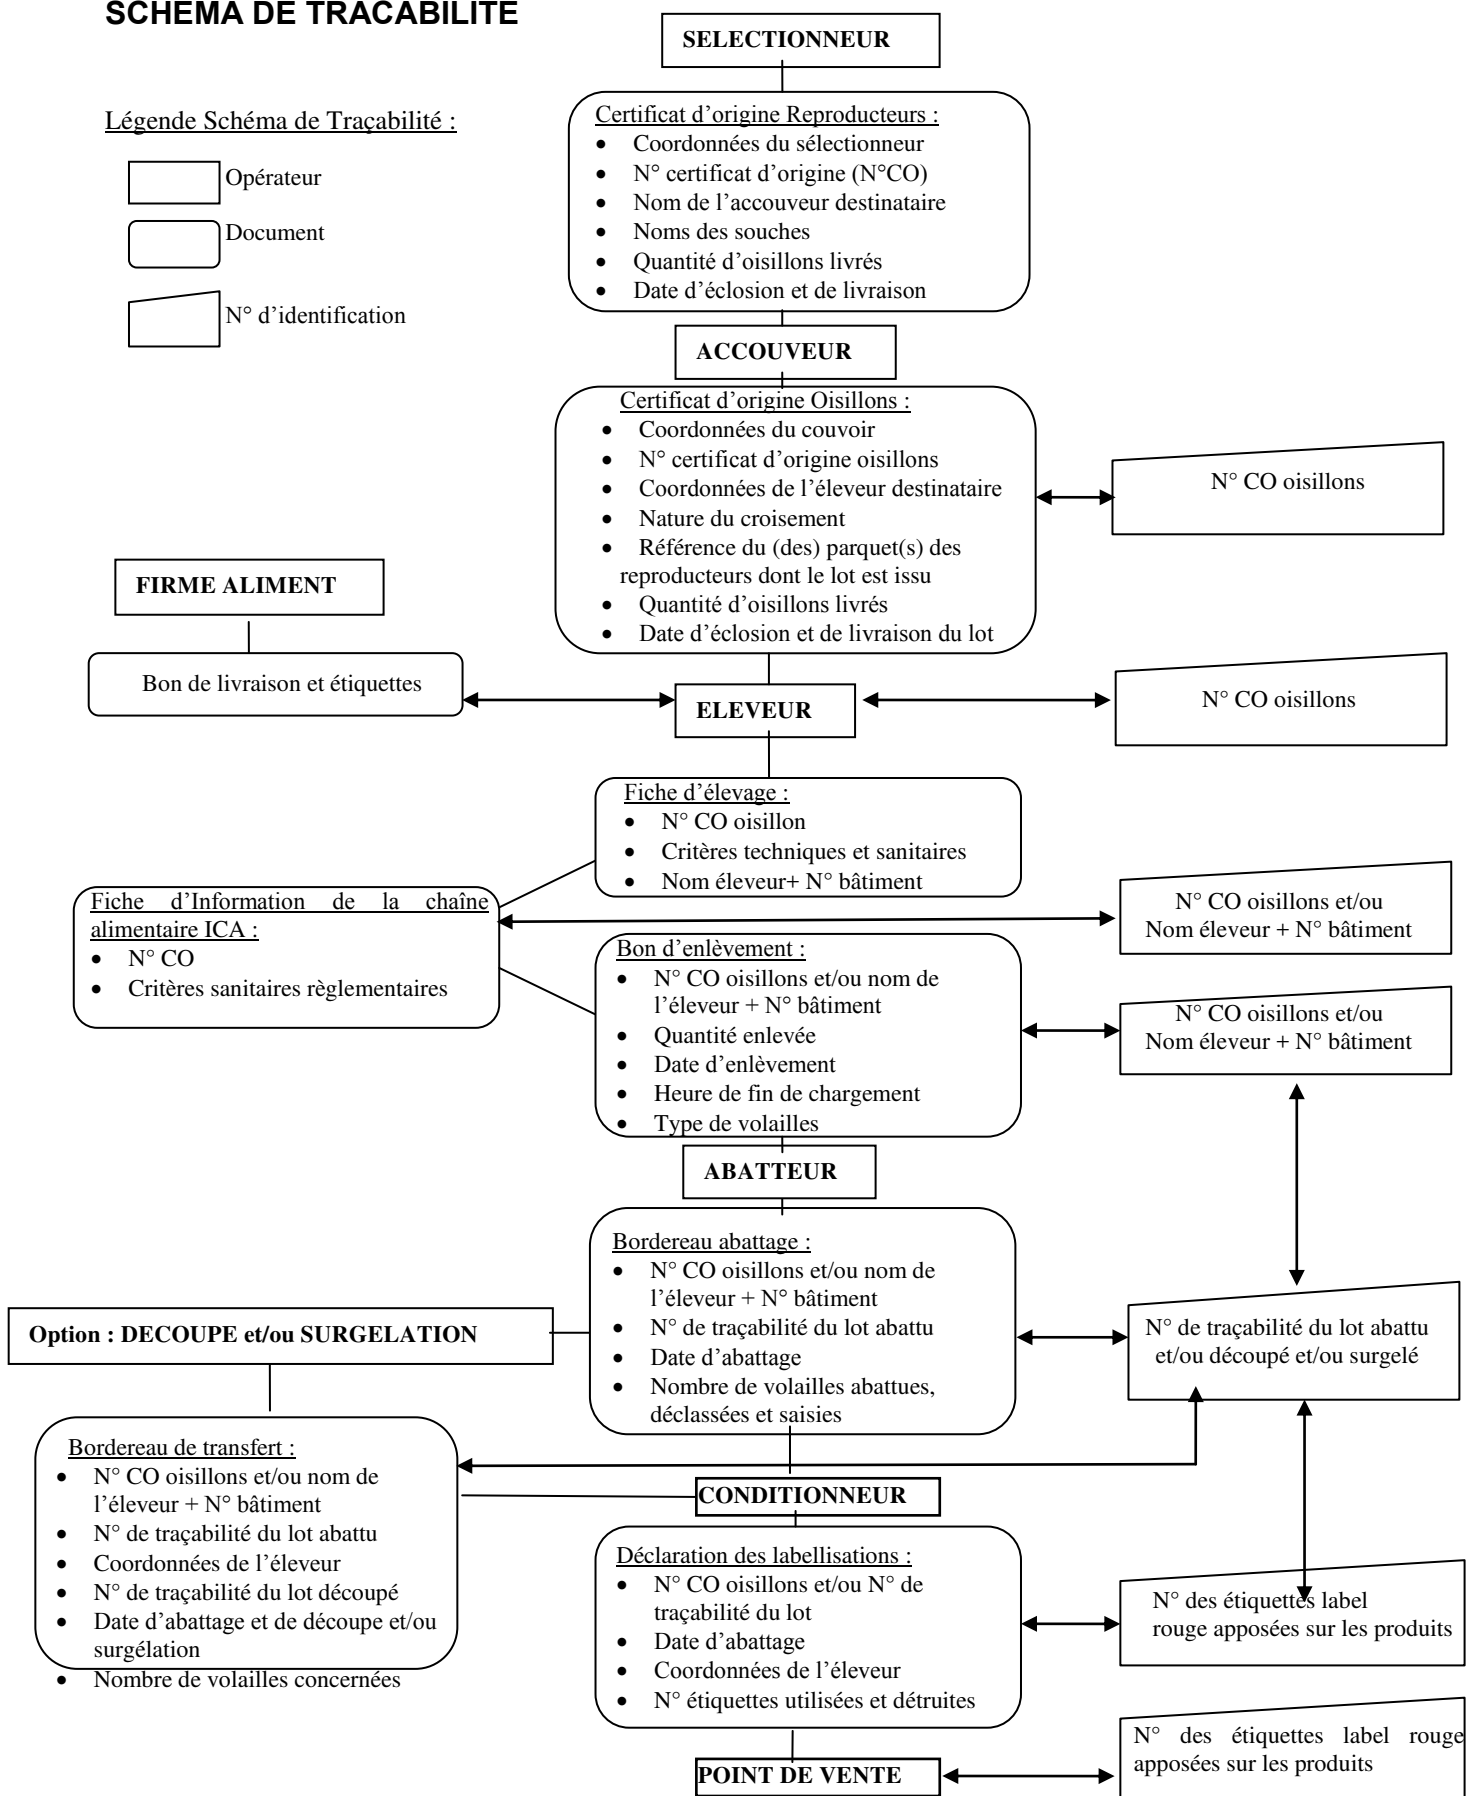 SCHEMA DE TRACABILITE
SELECTIONNEUR
Légende Schéma de Traçabilité :
Opérateur
Document
N° d'identification
Certificat d'origine Reproducteurs :
• Coordonnées du sélectionneur
• N° certificat d'origine (N°CO)
• Nom de l'accouveur destinataire
• Noms des souches
• Quantité d'oisillons livrés
• Date d'éclosion et de livraison
ACCOUVEUR
Certificat d'origine Oisillons :
• Coordonnées du couvoir
• N° certificat d'origine oisillons
• Coordonnées de l'éleveur destinataire
• Nature du croisement
• Référence du (des) parquet(s) des
reproducteurs dont le lot est issu
• Quantité d'oisillons livrés
• Date d'éclosion et de livraison du lot
N° CO oisillons
FIRME ALIMENT
Bon de livraison et étiquettes
ELEVEUR
N° CO oisillons
Fiche d'élevage :
• N° CO oisillon
• Critères techniques et sanitaires
• Nom éleveur+ N° bâtiment
Fiche d'Information de la chaîne
alimentaire ICA :
• N° CO
• Critères sanitaires règlementaires
N° CO oisillons et/ou
Nom éleveur + N° bâtiment
Bon d'enlèvement :
• N° CO oisillons et/ou nom de
l'éleveur + N° bâtiment
• Quantité enlevée
• Date d'enlèvement
• Heure de fin de chargement
• Type de volailles
N° CO oisillons et/ou
Nom éleveur + N° bâtiment
ABATTEUR
Bordereau abattage :
• N° CO oisillons et/ou nom de
l'éleveur + N° bâtiment
• N° de traçabilité du lot abattu
• Date d'abattage
• Nombre de volailles abattues,
déclassées et saisies
N° de traçabilité du lot abattu
et/ou découpé et/ou surgelé
Option : DECOUPE et/ou SURGELATION
Bordereau de transfert :
• N° CO oisillons et/ou nom de
l'éleveur + N° bâtiment
• N° de traçabilité du lot abattu
• Coordonnées de l'éleveur
• N° de traçabilité du lot découpé
• Date d'abattage et de découpe et/ou
surgélation
• Nombre de volailles concernées
CONDITIONNEUR
Déclaration des labellisations :
• N° CO oisillons et/ou N° de
traçabilité du lot
• Date d'abattage
• Coordonnées de l'éleveur
• N° étiquettes utilisées et détruites
N° des étiquettes label
rouge apposées sur les produits
POINT DE VENTE
N° des étiquettes label rouge
apposées sur les produits